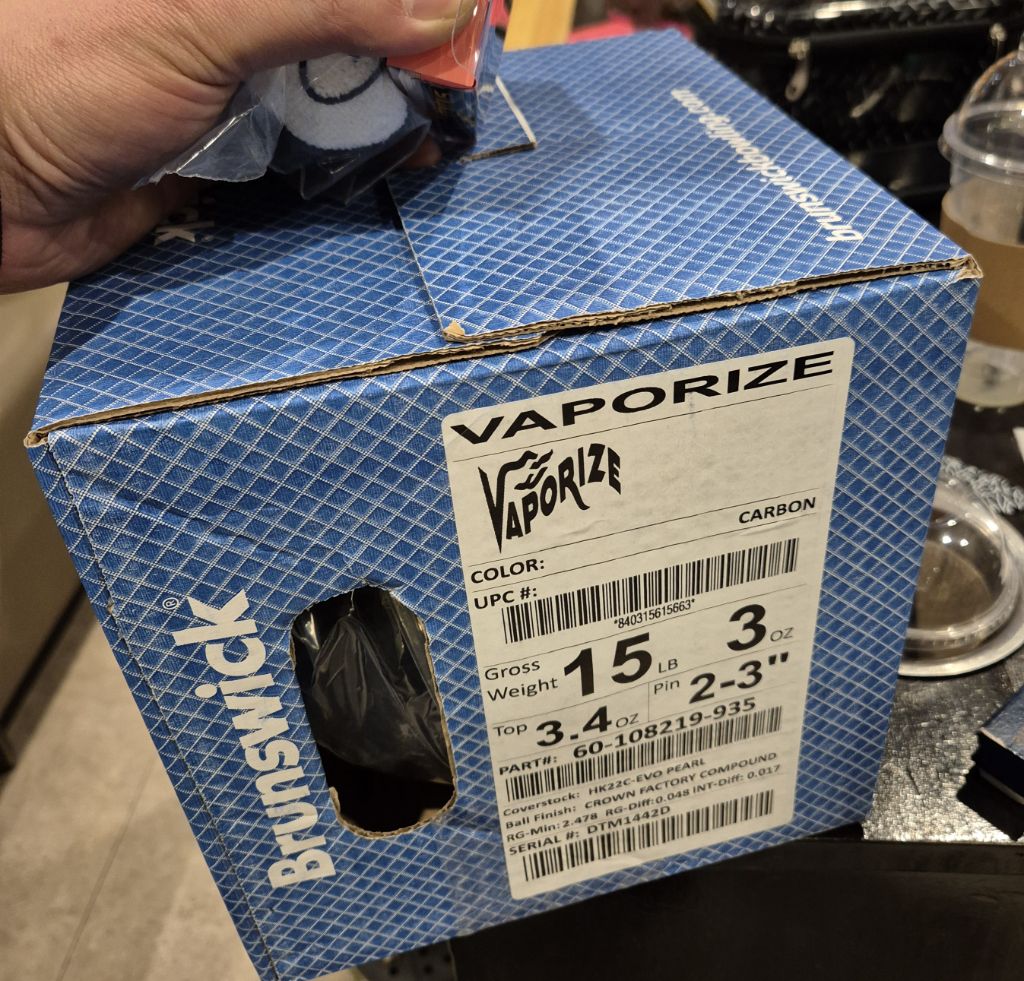 brunswickbowling.com
VAPORIZE
VAPORIZE
CARBON
COLOR:
UPC #:
*840315615663*
Gross Weight 15 LB 3 OZ
Top 3.4 OZ Pin 2-3"
PART#: 60-108219-935
Coverstock: HK22C-EVO PEARL
Ball Finish: CROWN FACTORY COMPOUND
RG-Min: 2.478 RG-Diff: 0.048 INT-Diff: 0.017
SERIAL #: DTM1442D
Brunswick®